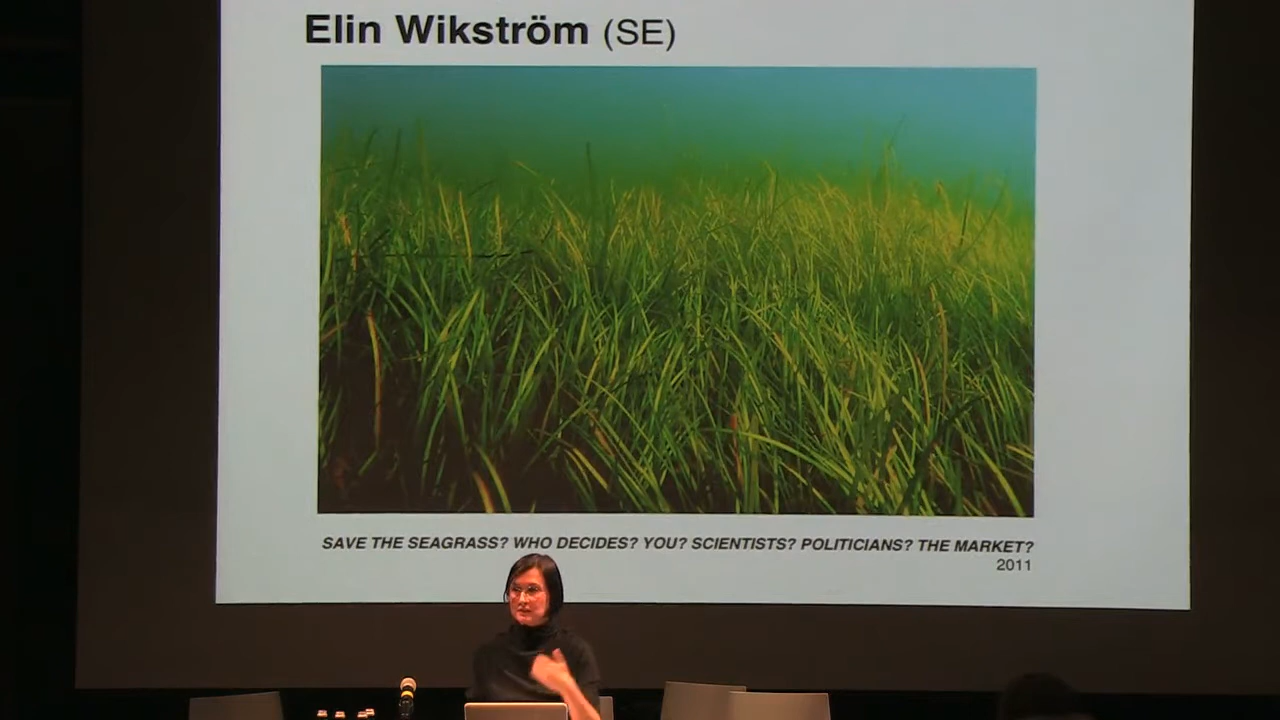 Elin Wikström (SE)
SAVE THE SEAGRASS? WHO DECIDES? YOU? SCIENTISTS? POLITICIANS? THE MARKET?
2011